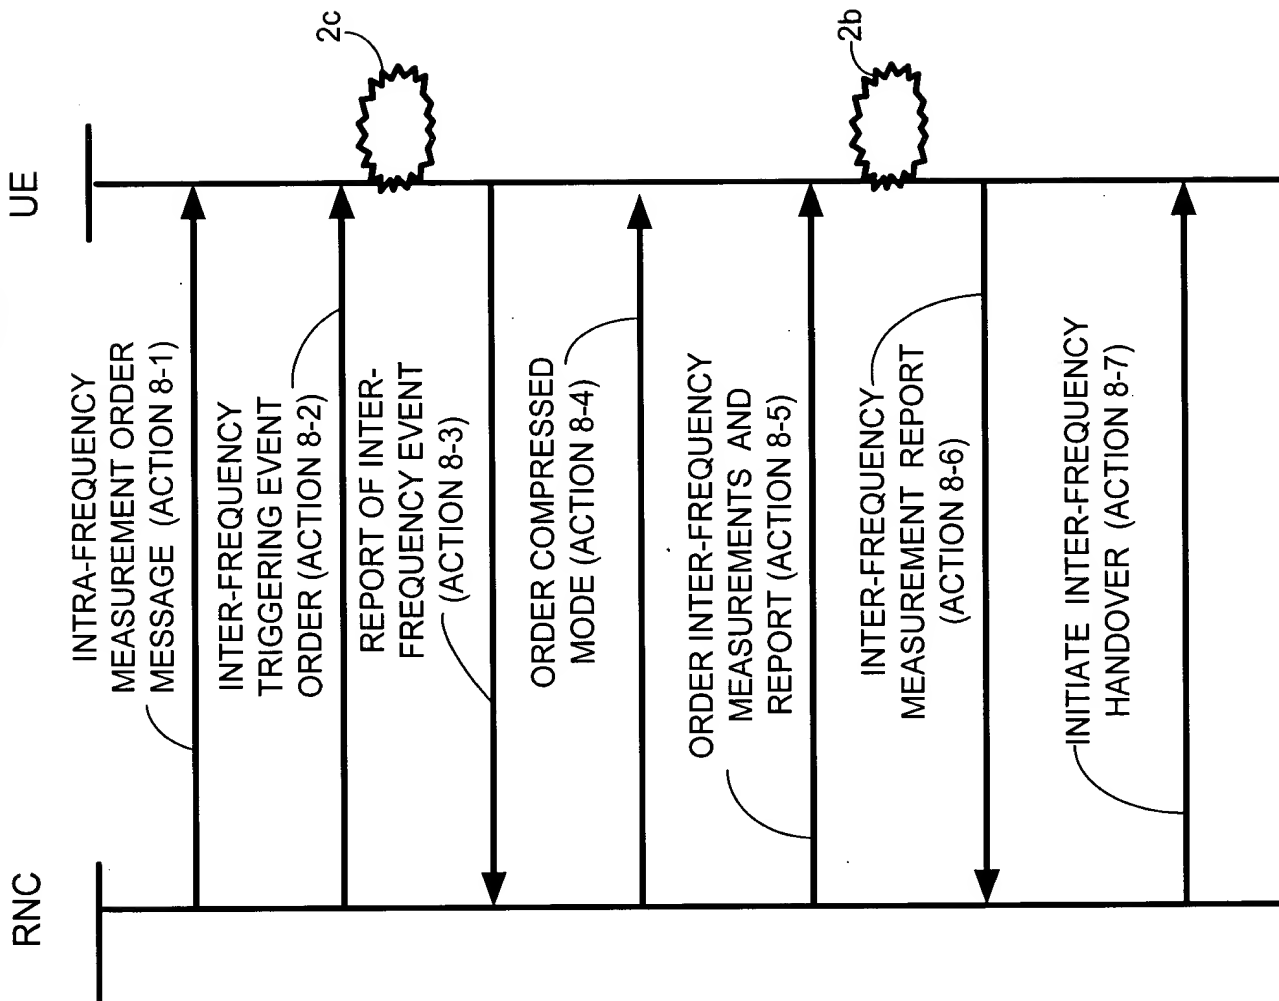 RNC
UE
INTRA-FREQUENCY
MEASUREMENT ORDER
MESSAGE (ACTION 8-1)
INTER-FREQUENCY
TRIGGERING EVENT
ORDER (ACTION 8-2)
2c
REPORT OF INTER-
FREQUENCY EVENT
(ACTION 8-3)
ORDER COMPRESSED
MODE (ACTION 8-4)
ORDER INTER-FREQUENCY
MEASUREMENTS AND
REPORT (ACTION 8-5)
2b
INTER-FREQUENCY
MEASUREMENT REPORT
(ACTION 8-6)
INITIATE INTER-FREQUENCY
HANDOVER (ACTION 8-7)